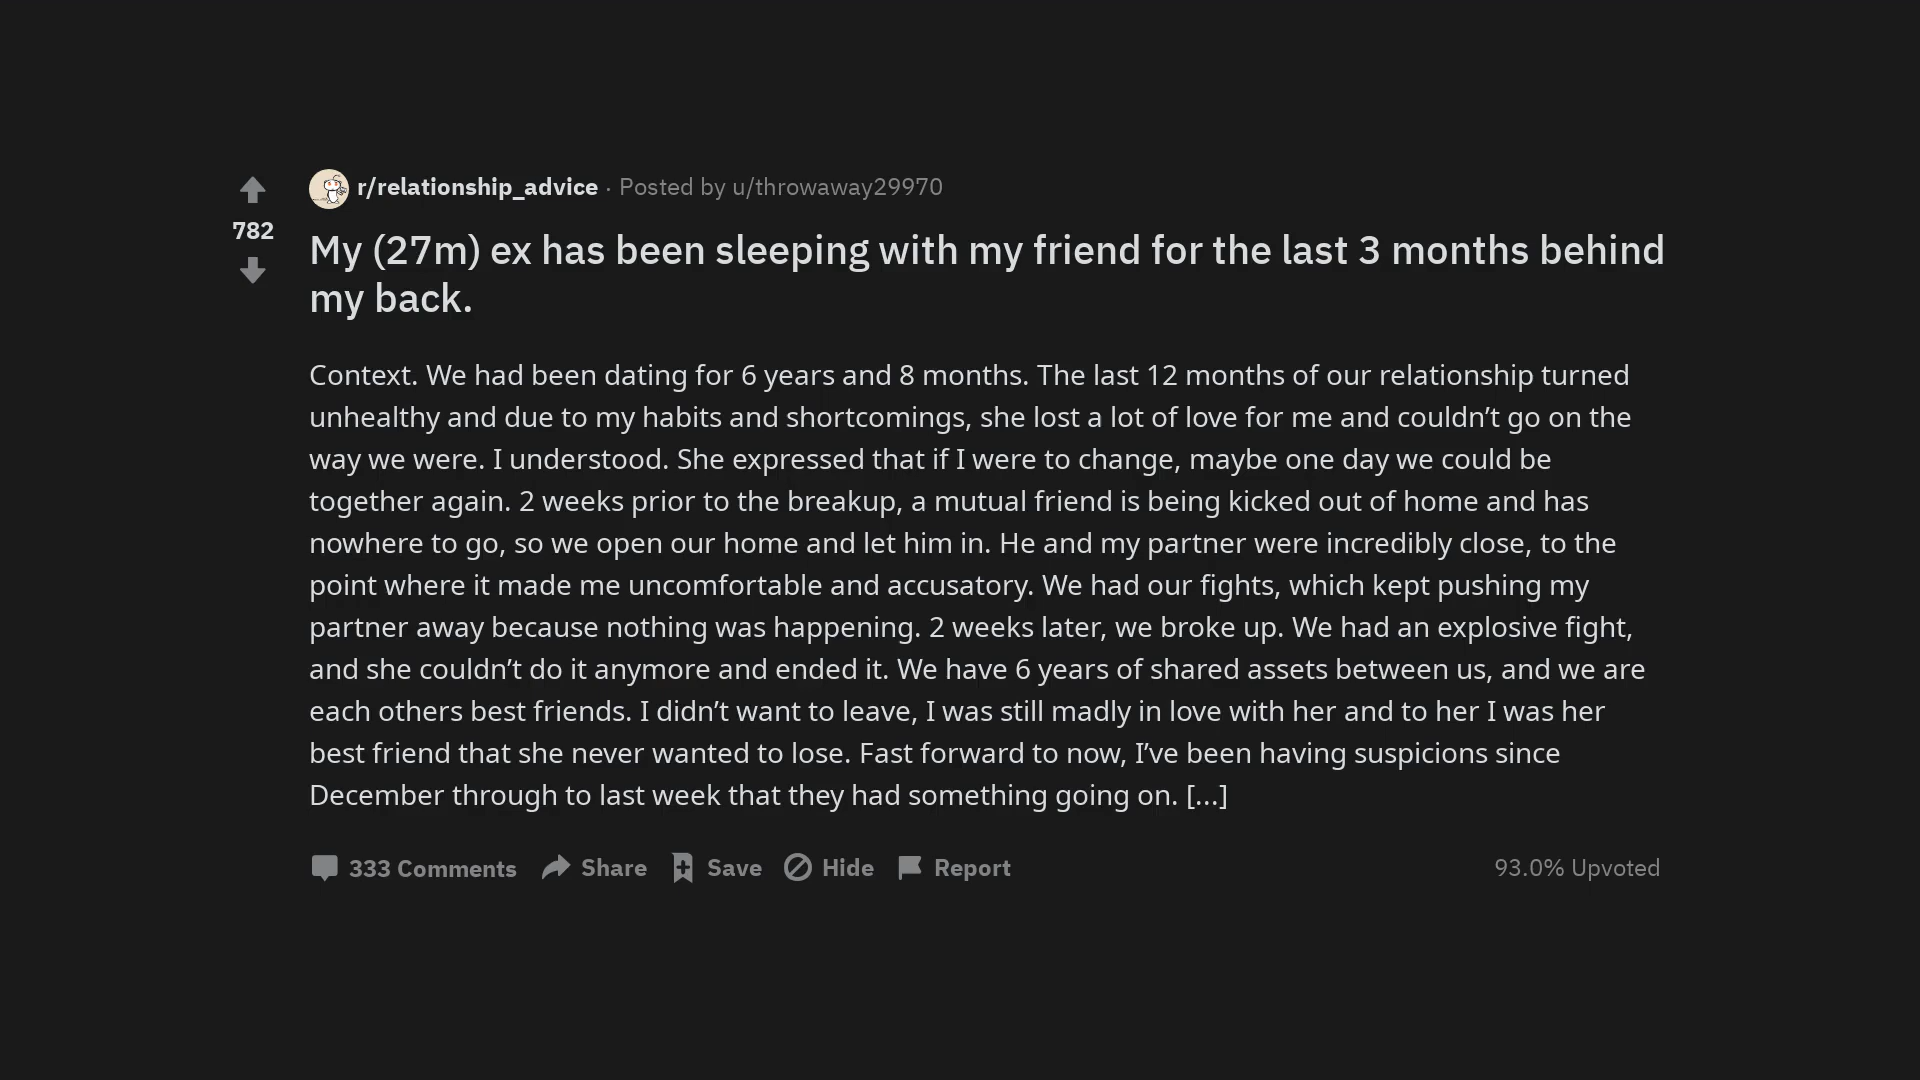 r/relationship_advice · Posted by u/throwaway29970
782
My (27m) ex has been sleeping with my friend for the last 3 months behind
my back.
Context. We had been dating for 6 years and 8 months. The last 12 months of our relationship turned
unhealthy and due to my habits and shortcomings, she lost a lot of love for me and couldn’t go on the
way we were. I understood. She expressed that if I were to change, maybe one day we could be
together again. 2 weeks prior to the breakup, a mutual friend is being kicked out of home and has
nowhere to go, so we open our home and let him in. He and my partner were incredibly close, to the
point where it made me uncomfortable and accusatory. We had our fights, which kept pushing my
partner away because nothing was happening. 2 weeks later, we broke up. We had an explosive fight,
and she couldn’t do it anymore and ended it. We have 6 years of shared assets between us, and we are
each others best friends. I didn’t want to leave, I was still madly in love with her and to her I was her
best friend that she never wanted to lose. Fast forward to now, I’ve been having suspicions since
December through to last week that they had something going on. [...]
333 Comments Share Save Hide Report 93.0% Upvoted